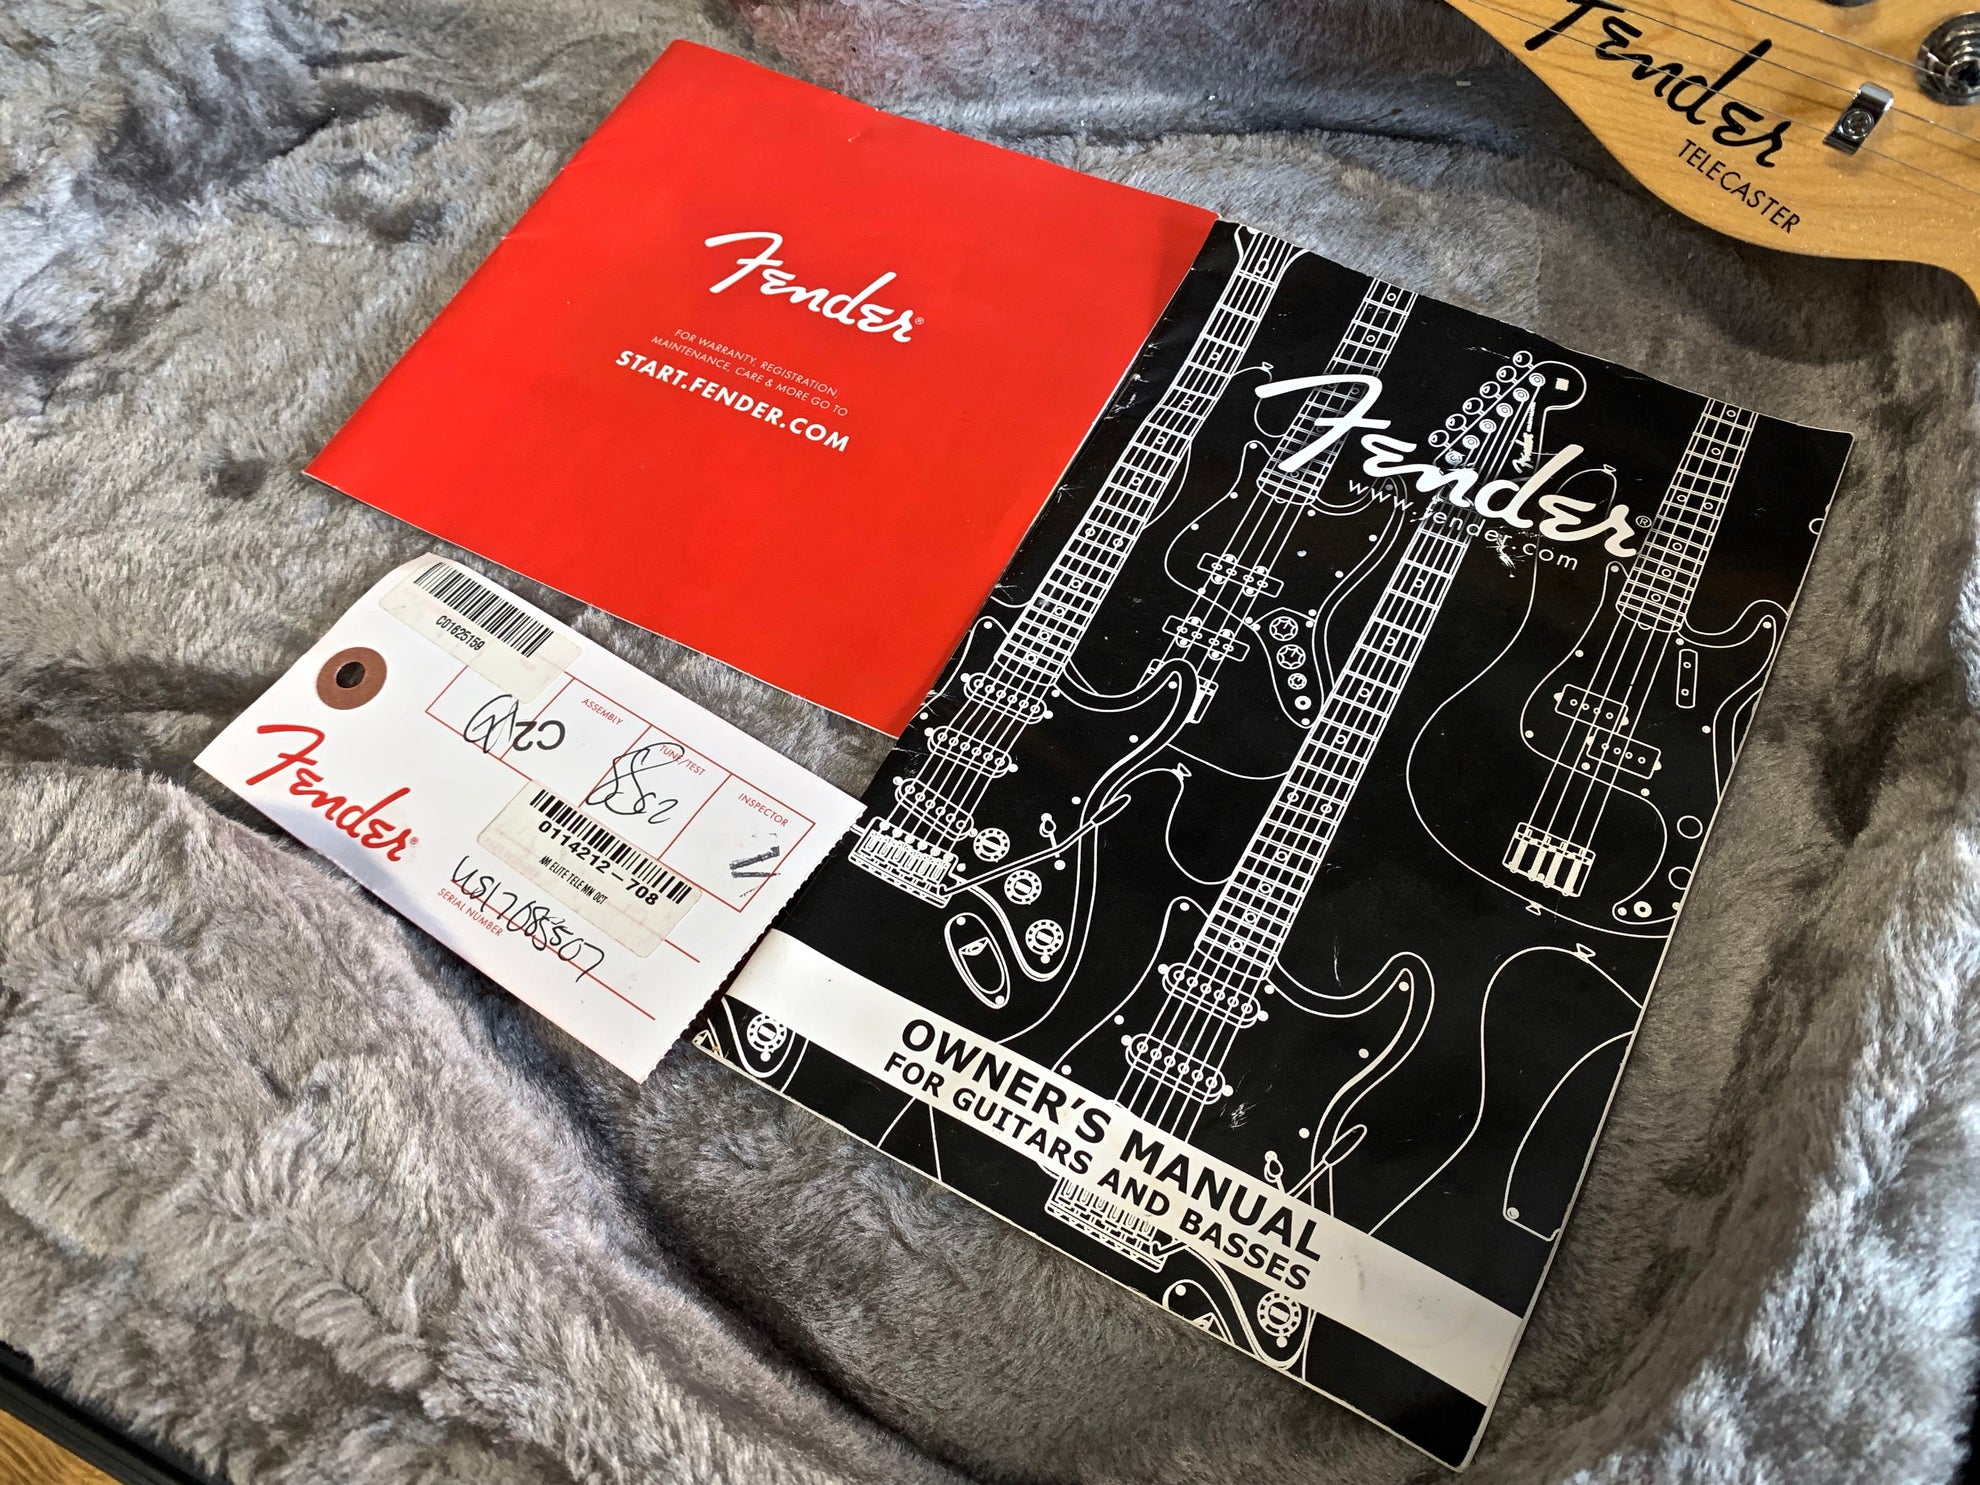 Fender
TELECASTER
Fender®
FOR WARRANTY, REGISTRATION,
MAINTENANCE, CARE & MORE GO TO
START.FENDER.COM
Fender®
www.fender.com
Fender
OWNER'S MANUAL
FOR GUITARS AND BASSES
C01625159
C2
ASSEMBLY
TUNE/TEST
INSPECTOR
0114212-708
AM ELITE TELE MN OCT
Fender®
SERIAL NUMBER